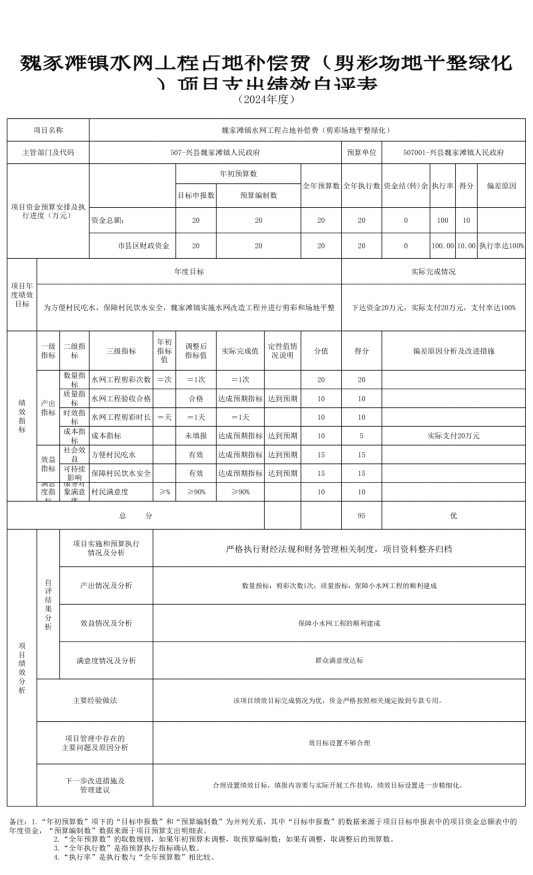 魏家滩镇水网工程占地补偿费（剪彩场地平整绿化
）项目支出绩效自评表
（2024年度）
项目名称 魏家滩镇水网工程占地补偿费（剪彩场地平整绿化）
主管部门及代码 507-兴县魏家滩镇人民政府 预算单位 507001-兴县魏家滩镇人民政府
项目资金预算安排及执
行进度（万元）
年初预算数 全年预算数 全年执行数 资金结(转)余 执行率 得分 偏差原因
目标申报数 预算编制数
资金总额： 20 20 20 20 0 100 10
市县区财政资金 20 20 20 20 0 100.00 10.00 执行率达100%
项目年
度绩效
目标
年度目标 实际完成情况
为方便村民吃水，保障村民饮水安全，魏家滩镇实施水网改造工程并进行剪彩和场地平整 下达资金20万元，实际支付20万元，支付率达100%
绩
效
指
标
一级
指标
二级指
标
三级指标
年初
指标
值
调整后
指标值
实际完成值
定性值情
况说明
分值 得分 偏差原因分析及改进措施
产出
指标
数量指
标
水网工程剪彩次数 ＝次 ＝1次 ＝1次 20 20
质量指
标
水网工程验收合格 合格 达成预期指标 达到预期 10 10
时效指
标
水网工程剪彩时长 ＝天 ＝1天 ＝1天 10 10
成本指
标
成本指标 未填报 达成预期指标 达到预期 10 5 实际支付20万元
效益
指标
社会效
益
方便村民吃水 有效 达成预期指标 达到预期 15 15
可持续
影响
保障村民饮水安全 有效 达成预期指标 达到预期 15 15
满意
度指
标
服务对
象满意
度
村民满意度 ≥% ≥90% ≥90% 10 10
总 分 95 优
项
目
绩
效
分
析
自
评
结
果
分
析
项目实施和预算执行
情况及分析
严格执行财经法规和财务管理相关制度，项目资料整齐归档
产出情况及分析 数量指标：剪彩次数1次；质量指标：保障小水网工程的顺利建成
效益情况及分析 保障小水网工程的顺利建成
满意度情况及分析 群众满意度达标
主要经验做法 该项目绩效目标完成情况为优，资金严格按照相关规定做到专款专用。
项目管理中存在的
主要问题及原因分析
效目标设置不够合理
下一步改进措施及
管理建议
合理设置绩效目标，填报内容要与实际开展工作挂钩，绩效目标设置进一步精细化。
备注：1.“年初预算数”项下的“目标申报数”和“预算编制数”为并列关系，其中“目标申报数”的数据来源于项目目标申报表中的项目资金总额表中的
年度资金，“预算编制数”数据来源于项目预算支出明细表。
2.“全年预算数”的取数规则，如果年初预算未调整，取预算编制数；如果有调整，取调整后的预算数。
3.“全年执行数”是指预算执行指标确认数。
4.“执行率”是执行数与“全年预算数”相比较。